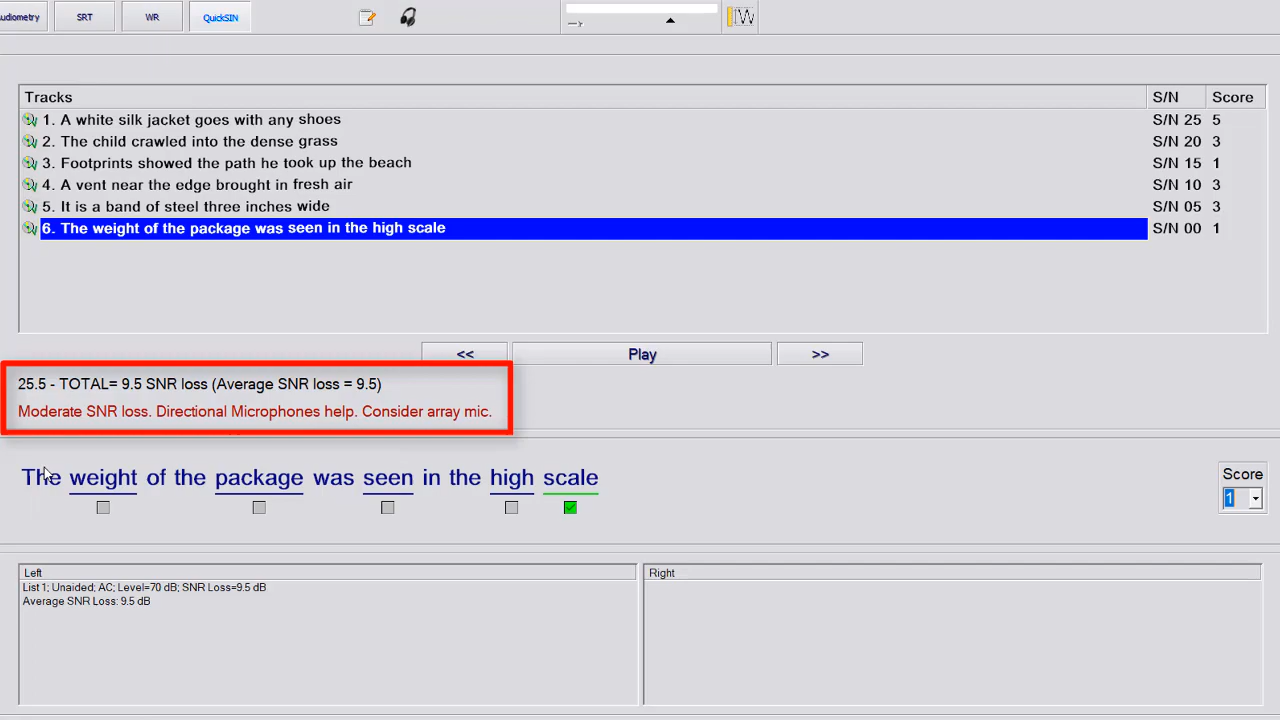 udiometry SRT WR QuickSIN
Tracks S/N Score
1. A white silk jacket goes with any shoes S/N 25 5
2. The child crawled into the dense grass S/N 20 3
3. Footprints showed the path he took up the beach S/N 15 1
4. A vent near the edge brought in fresh air S/N 10 3
5. It is a band of steel three inches wide S/N 05 3
6. The weight of the package was seen in the high scale S/N 00 1
<< Play >>
25.5 - TOTAL= 9.5 SNR loss (Average SNR loss = 9.5)
Moderate SNR loss. Directional Microphones help. Consider array mic.
The weight of the package was seen in the high scale
Score
1
Left
List 1; Unaided; AC; Level=70 dB; SNR Loss=9.5 dB
Average SNR Loss: 9.5 dB
Right